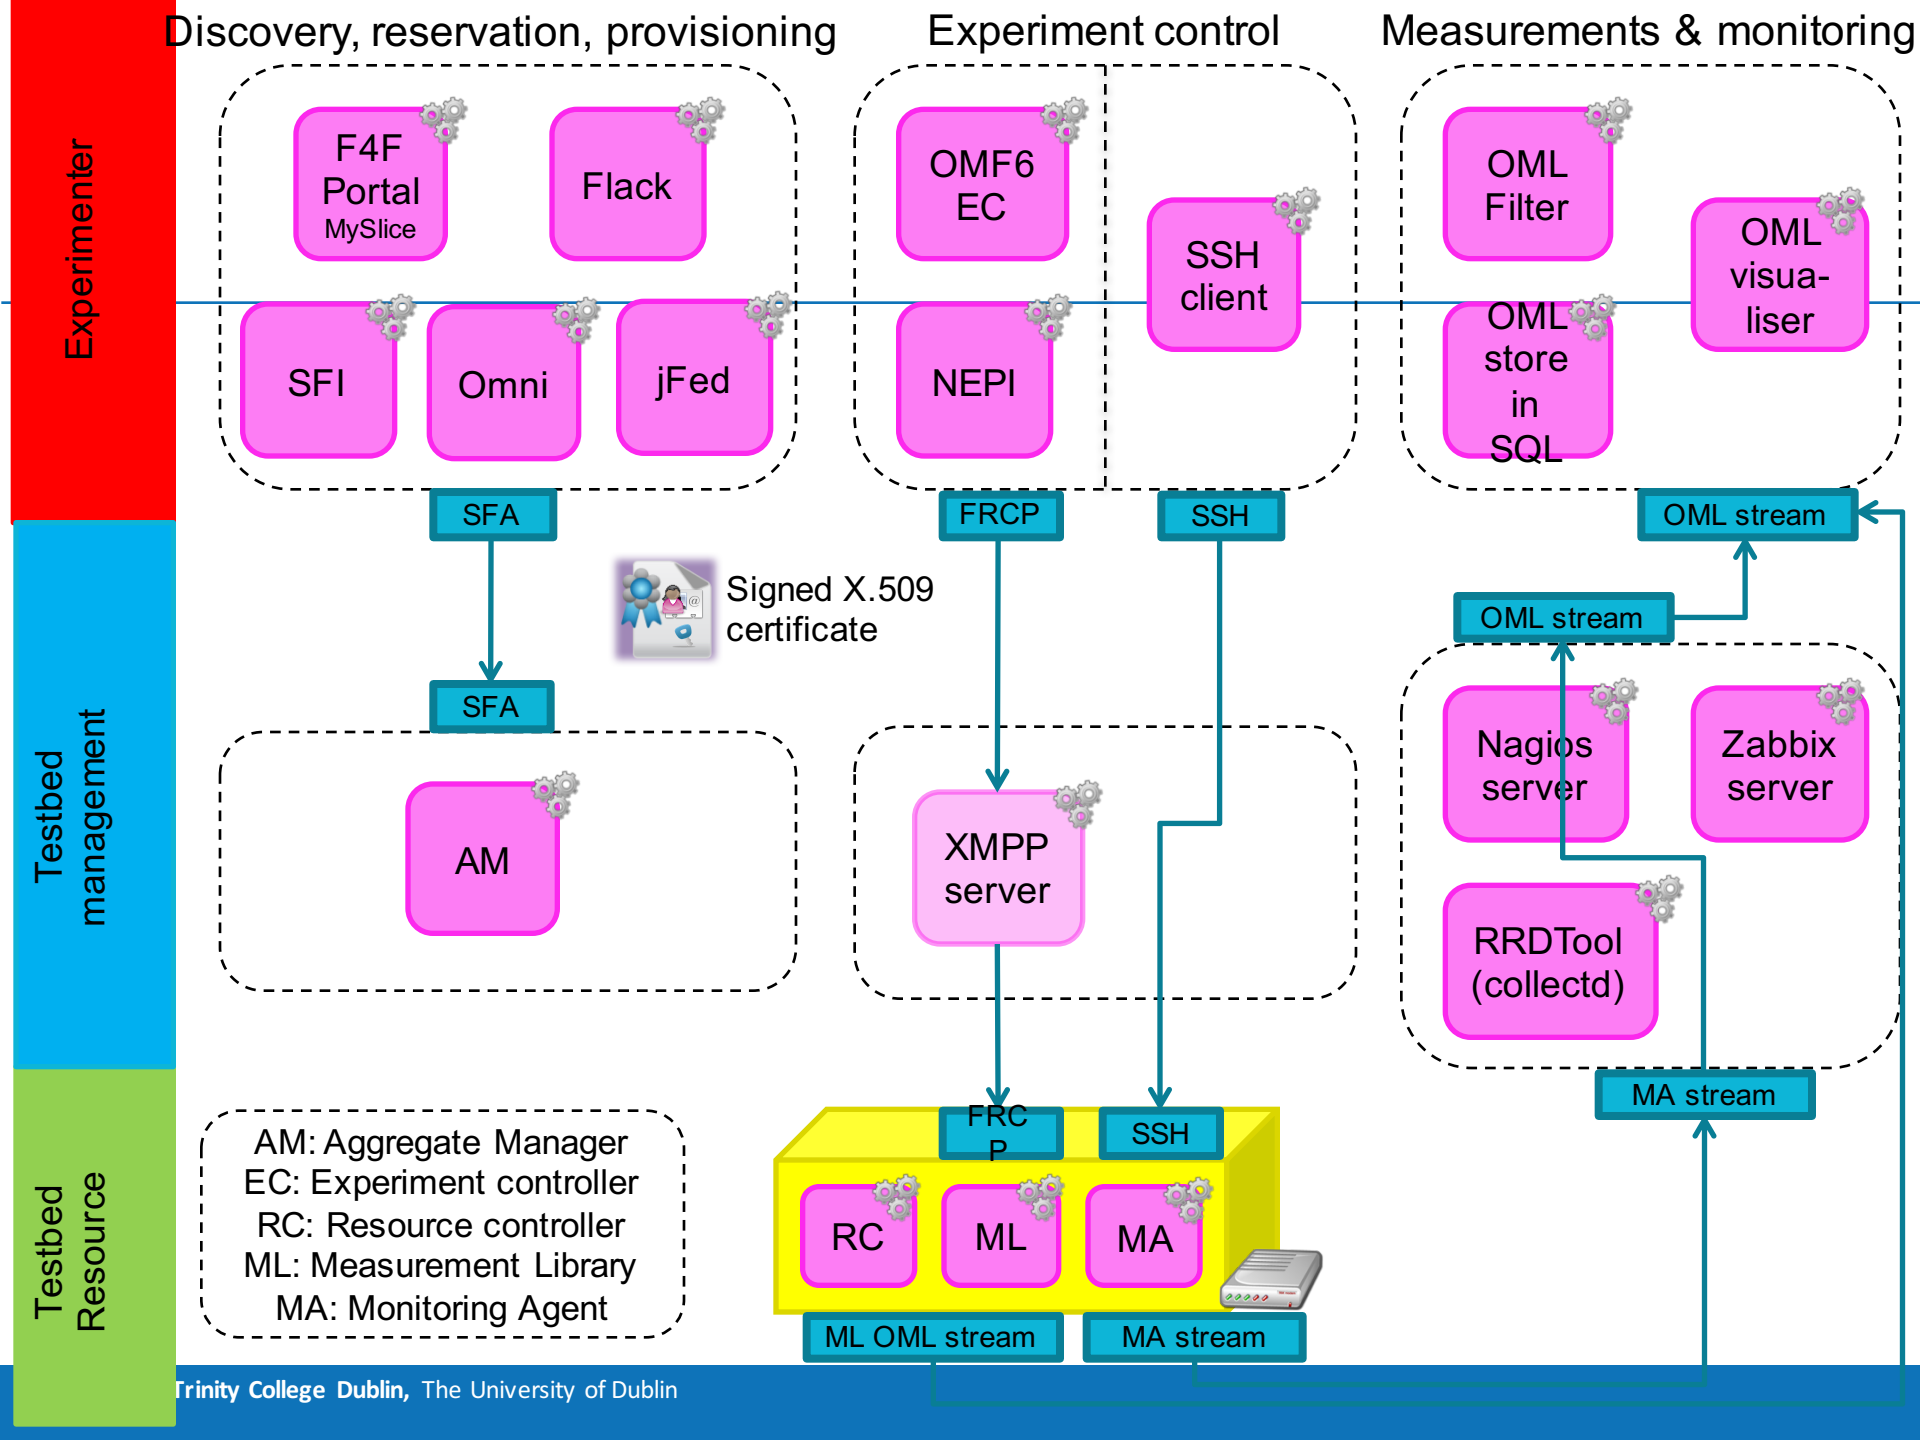 Discovery, reservation, provisioning
Experiment control
Measurements & monitoring
Experimenter
F4F
Portal
MySlice
Flack
SFI
Omni
jFed
OMF6
EC
NEPI
SSH
client
OML
Filter
OML
store
in
SQL
OML
visua-
liser
SFA
FRCP
SSH
OML stream
Testbed
management
Signed X.509
certificate
SFA
AM
XMPP
server
OML stream
Nagios
server
Zabbix
server
RRDTool
(collectd)
MA stream
Testbed
Resource
AM: Aggregate Manager
EC: Experiment controller
RC: Resource controller
ML: Measurement Library
MA: Monitoring Agent
FRC
P
SSH
RC
ML
MA
ML OML stream
MA stream
Trinity College Dublin, The University of Dublin